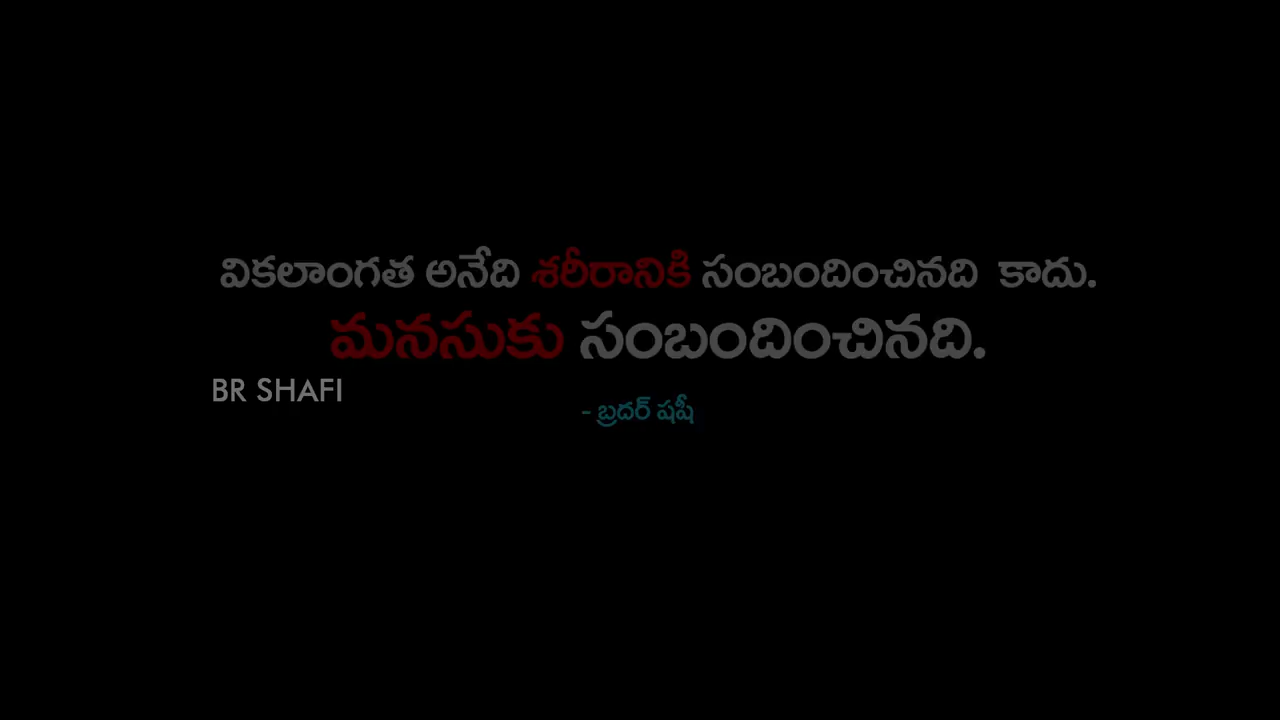 వికలాంగత అనేది శరీరానికి సంబందించినది కాదు.
మనసుకు సంబందించినది.
BR SHAFI
- బ్రదర్ షఫీ